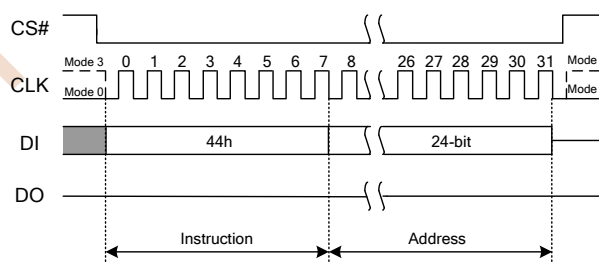 CS#
Mode 3 0 1 2 3 4 5 6 7 8 26 27 28 29 30 31 Mode
CLK
Mode 0 Mode
DI 44h 24-bit
DO
Instruction Address